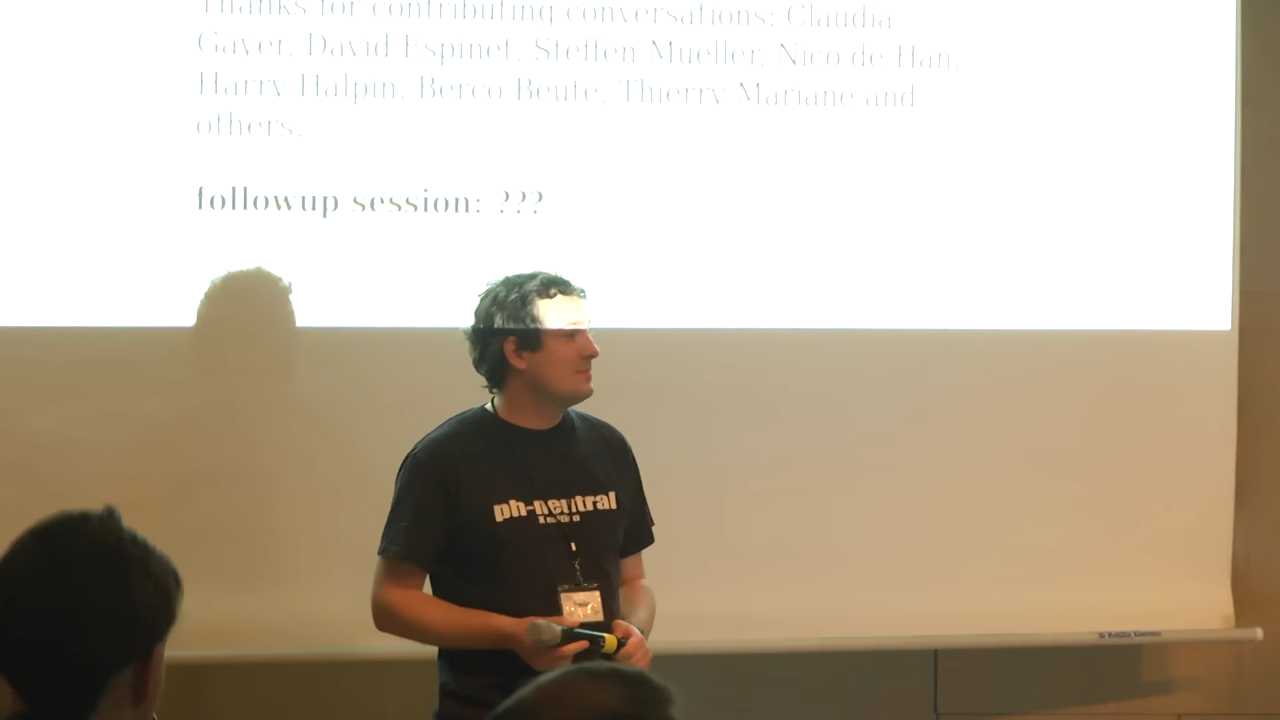 Thanks for contributing conversations: Claudia
Gaver, David Espinet, Steffen Mueller, Nico de Han,
Harry Halpin, Berco Beute, Thierry Mariane and
others.
followup session: ???
ph-neutral